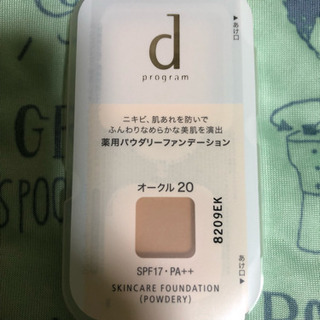 d
program
あけ口
ニキビ、肌あれを防いで
ふんわりなめらかな美肌を演出
薬用パウダリーファンデーション
オークル 20
8209EK
SPF17・PA++
SKINCARE FOUNDATION
(POWDERY)
あけ口
SPOO